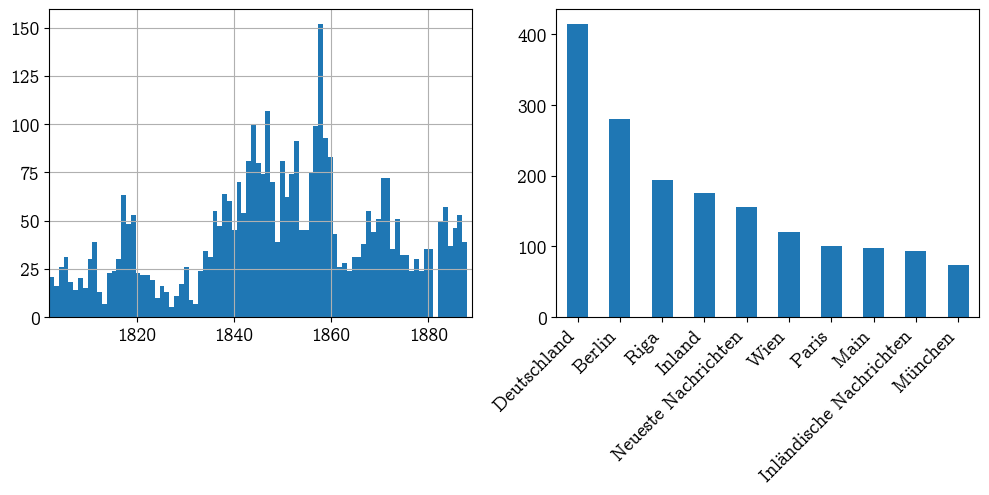 150
125
100
75
50
25
0
1820 1840 1860 1880
400
300
200
100
0
Deutschland
Berlin
Riga
Inland
Neueste Nachrichten
Wien
Paris
Main
Inländische Nachrichten
München